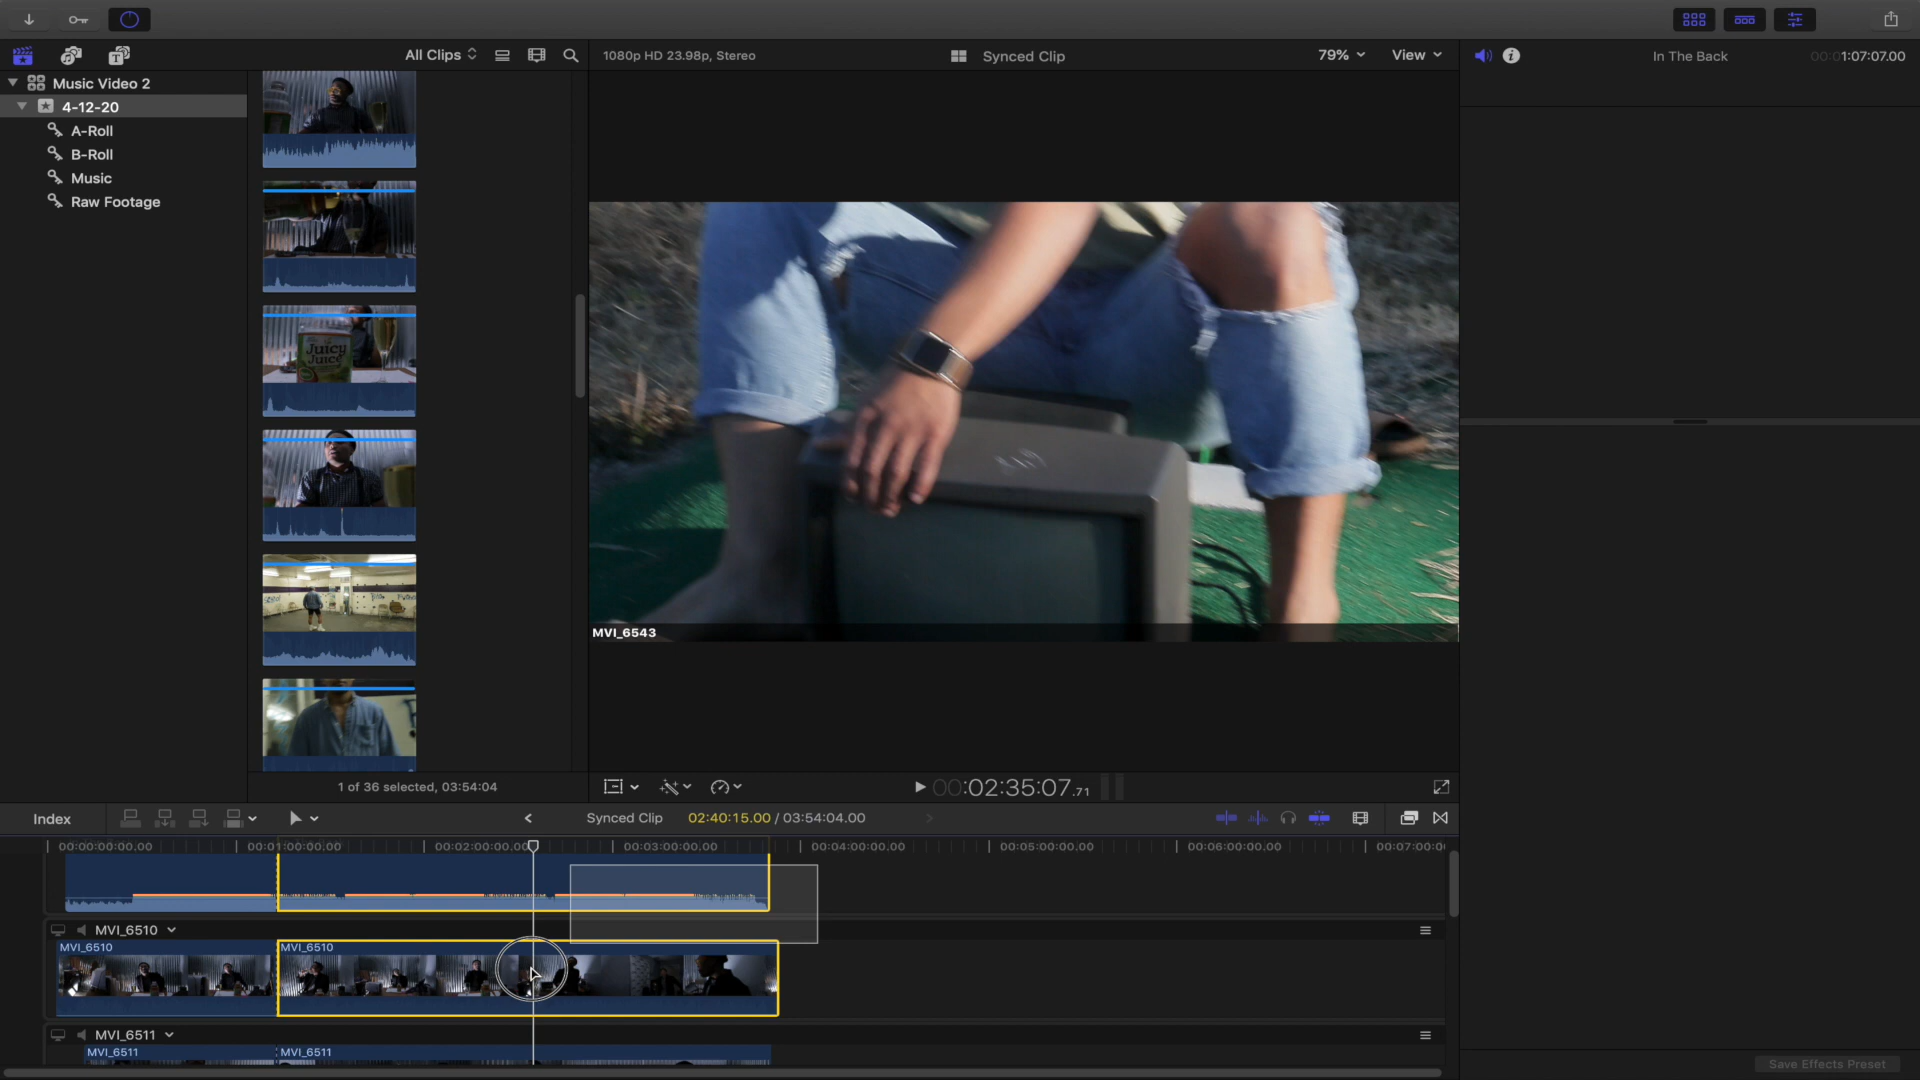 All Clips
1080p HD 23.98p, Stereo
Synced Clip
79%
View
In The Back
00:01:07:07.00
Music Video 2
4-12-20
A-Roll
B-Roll
Music
Raw Footage
Juicy
Juice
MVI_6543
1 of 36 selected, 03:54:04
00:02:35:07.71
Index
Synced Clip
02:40:15.00 / 03:54:04.00
00:00:00:00.00
00:01:00:00.00
00:02:00:00.00
00:03:00:00.00
00:04:00:00.00
00:05:00:00.00
00:06:00:00.00
00:07:00:0
MVI_6510
MVI_6510
MVI_6510
MVI_6511
MVI_6511
MVI_6511
Save Effects Preset